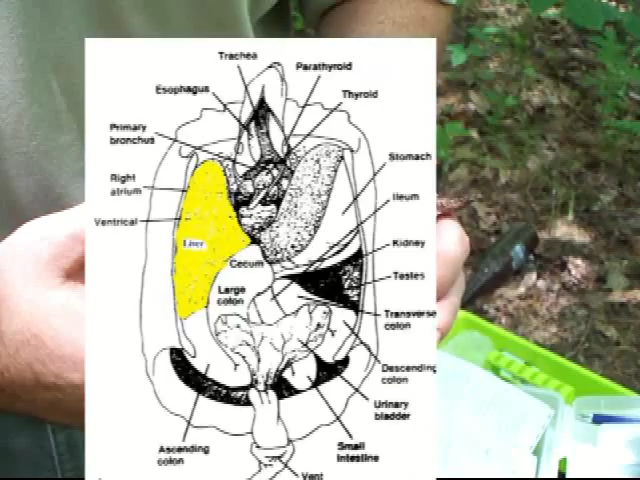 Trachea
Parathyroid
Esophagus
Thyroid
Primary
bronchus
Stomach
Right
atrium
Ileum
Ventrical
Liver
Kidney
Cecum
Tastes
Large
colon
Transverse
colon
Descending
colon
Urinary
bladder
Ascending
colon
Small
Intestine
Vent